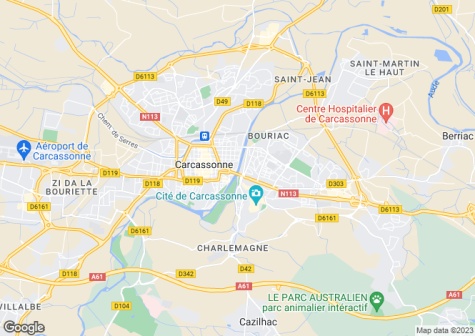 D201
SAINT-MARTIN
LE HAUT
D6113
D6113
SAINT-JEAN
Aude
D49
D118
N113
Chem. de Serres
Centre Hospitalier
de Carcassonne
BOURIAC
Berriac
Aéroport de
Carcassonne
Carcassonne
D119
D118
D119
ZI DA LA
BOURIETTE
D303
N113
Cité de Carcassonne
D6161
D6161
D6113
D6161
CHARLEMAGNE
D118
A61
D342
D42
A61
A61
LE PARC AUSTRALIEN
parc animalier intéractif
VILLALBE
D104
Cazilhac
Google
Map data ©2023